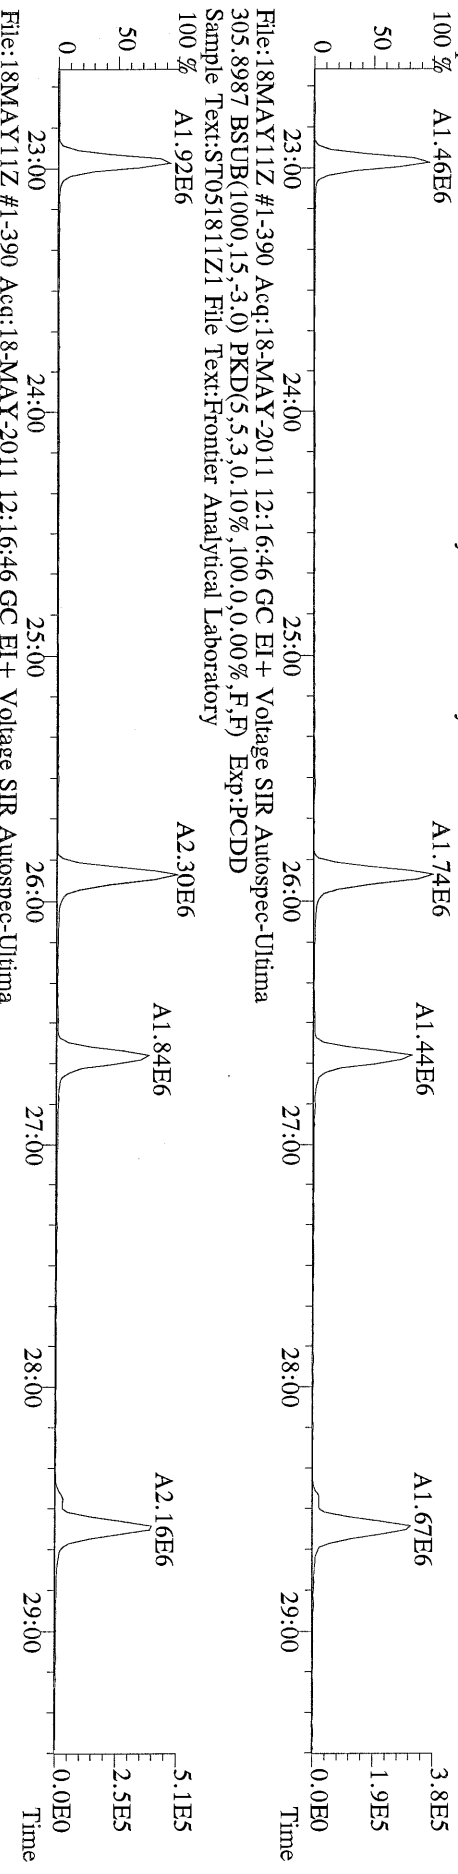 100 %
A1.46E6
A1.74E6
A1.44E6
A1.67E6
3.8E5
50
1.9E5
0
0.0E0
23:00
24:00
25:00
26:00
27:00
28:00
29:00
Time
File:18MAY11Z #1-390 Acq:18-MAY-2011 12:16:46 GC EI+ Voltage SIR Autospec-Ultima
305.8987 BSUB(1000,15,-3.0) PKD(5,5,3,0.10%,100.0,0.00%,F,F) Exp:PCDD
Sample Text:ST051811Z1 File Text:Frontier Analytical Laboratory
100 %
A1.92E6
A2.30E6
A1.84E6
A2.16E6
5.1E5
50
2.5E5
0
0.0E0
23:00
24:00
25:00
26:00
27:00
28:00
29:00
Time
File:18MAY11Z #1-390 Acq:18-MAY-2011 12:16:46 GC EI+ Voltage SIR Autospec-Ultima